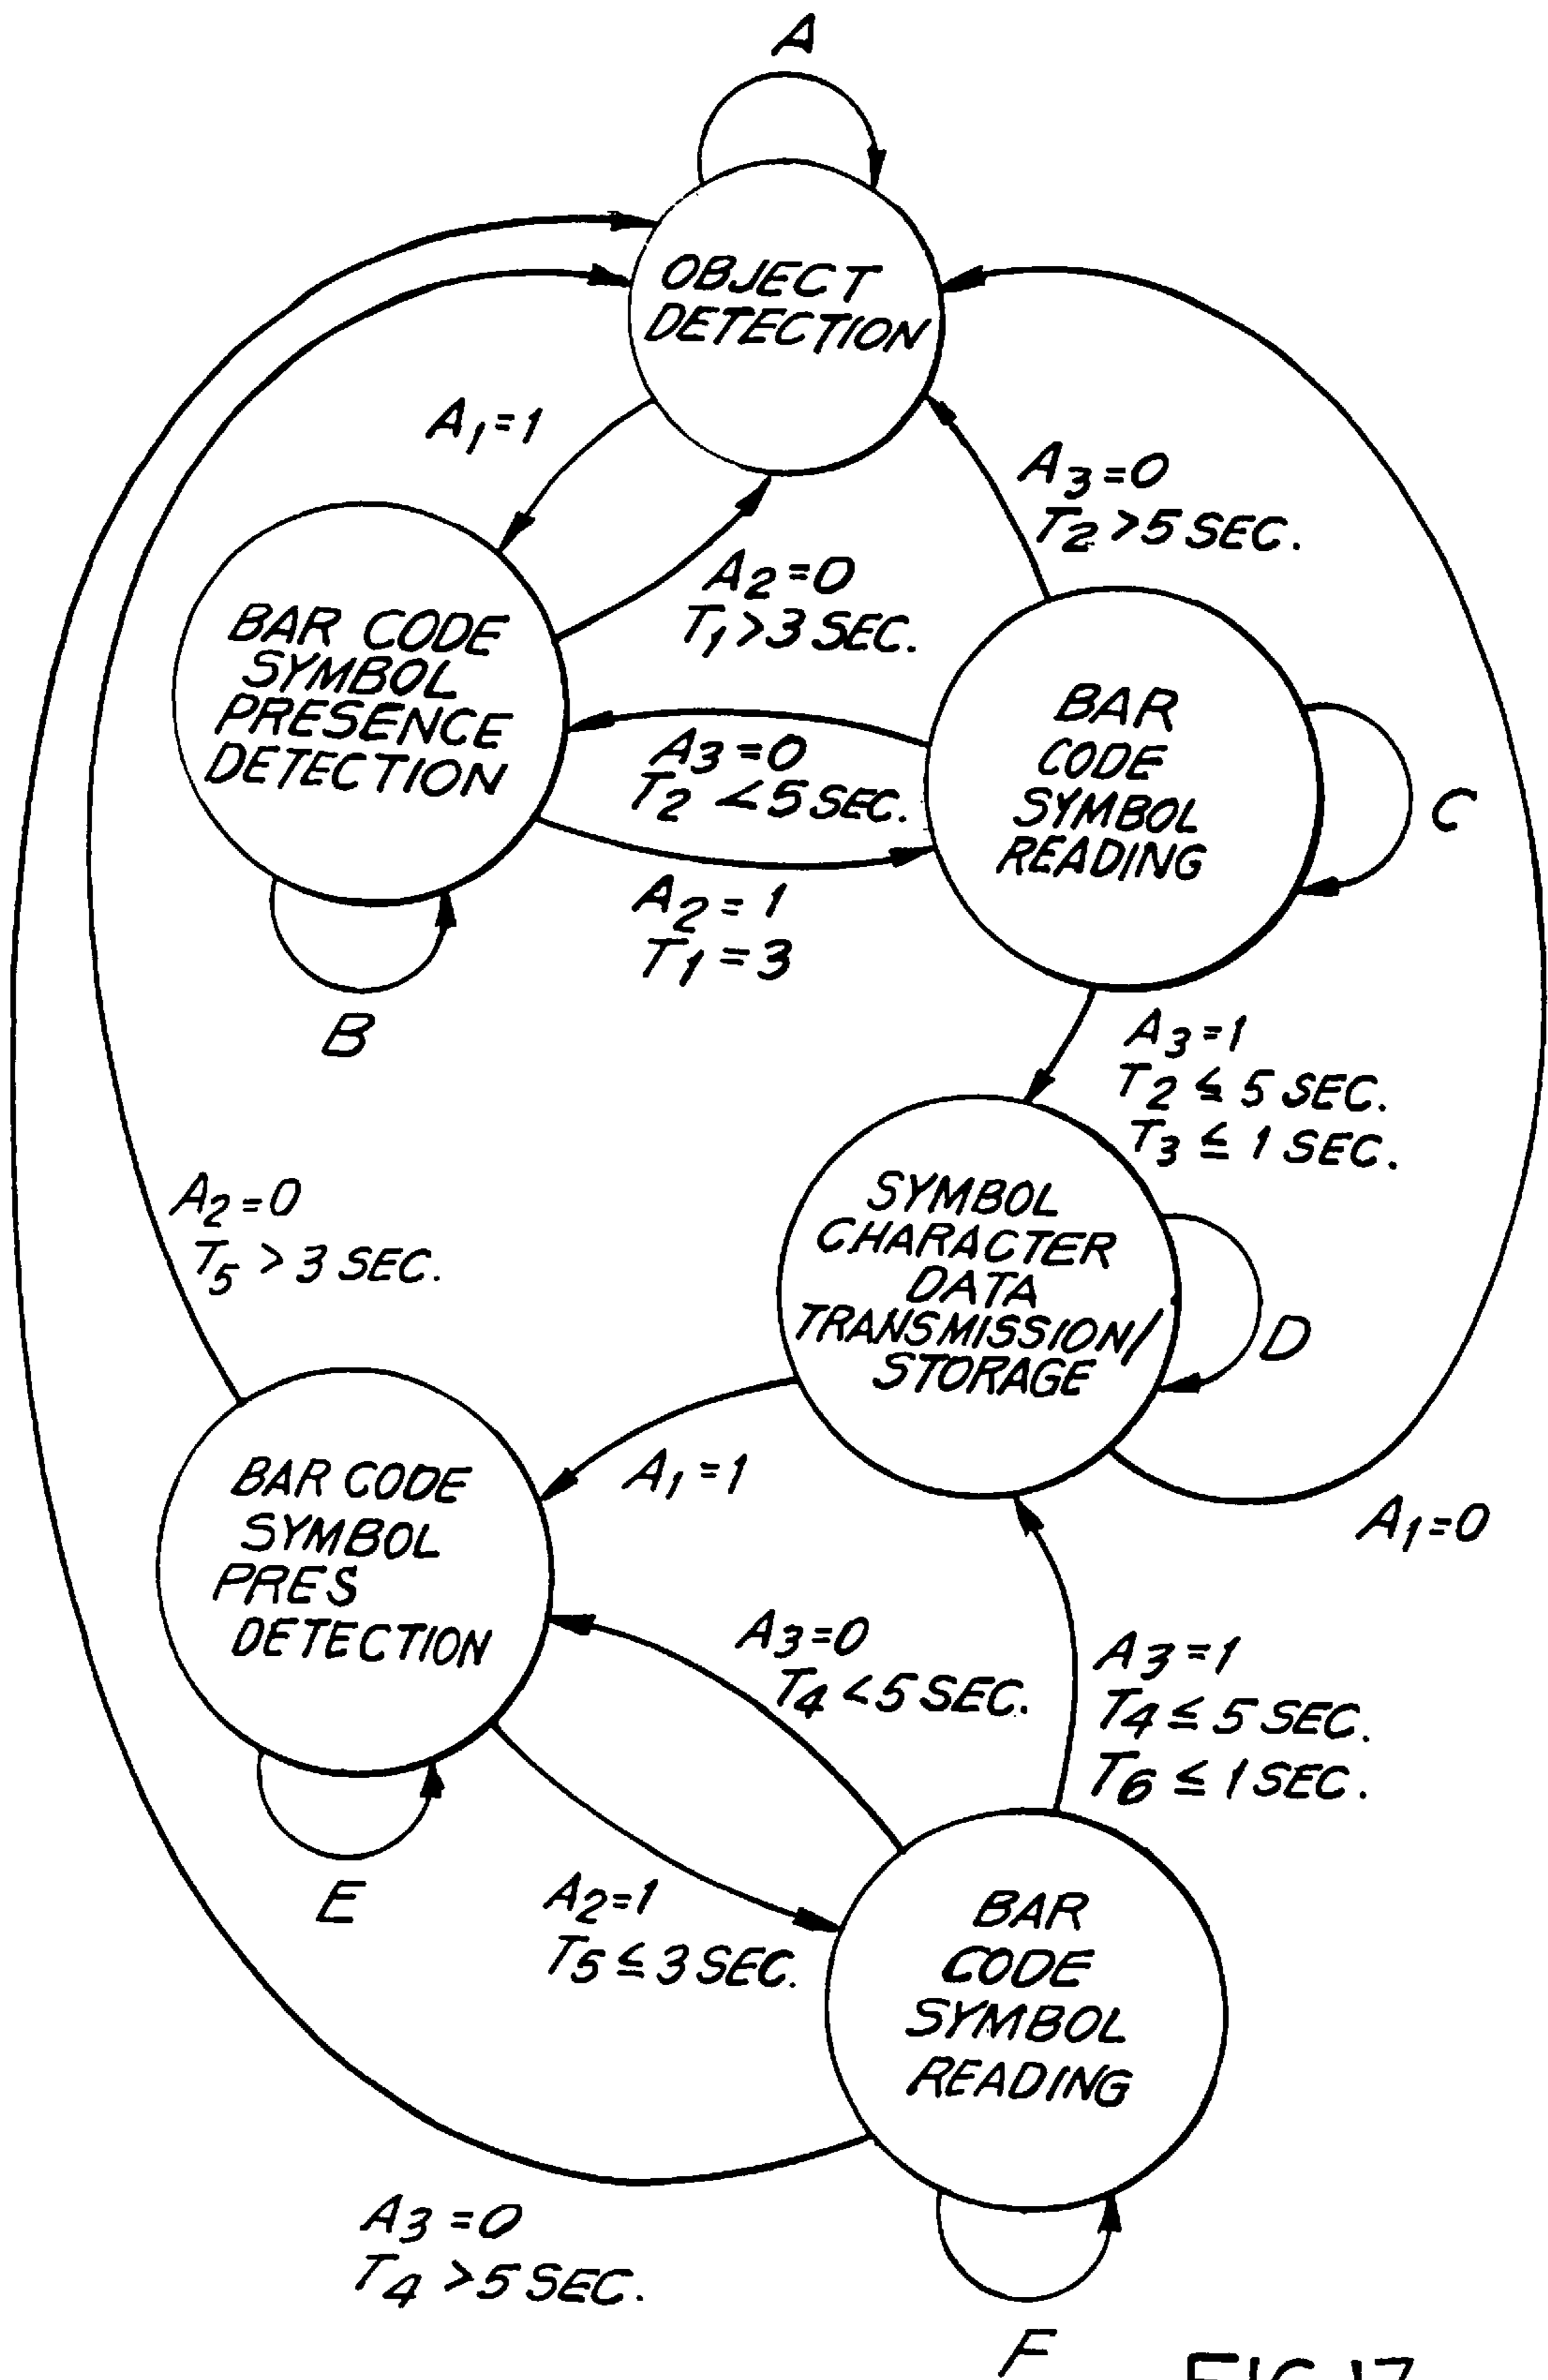 A
OBJECT
DETECTION
A1=1
A3=0
T2>5 SEC.
A2=0
T1>3 SEC.
BAR CODE
SYMBOL
PRESENCE
DETECTION
BAR
CODE
SYMBOL
READING
A3=0
T2<5 SEC.
C
A2=1
T1=3
B
A3=1
T2≦5 SEC.
T3≤1 SEC.
A2=0
T5>3 SEC.
SYMBOL
CHARACTER
DATA
TRANSMISSION/
STORAGE
D
A1=1
A1=0
BAR CODE
SYMBOL
PRES
DETECTION
A3=0
T4<5 SEC.
A3=1
T4≤5 SEC.
T6≤1 SEC.
E
A2=1
T5≦3 SEC.
BAR
CODE
SYMBOL
READING
A3=0
T4>5 SEC.
F
FIG.17